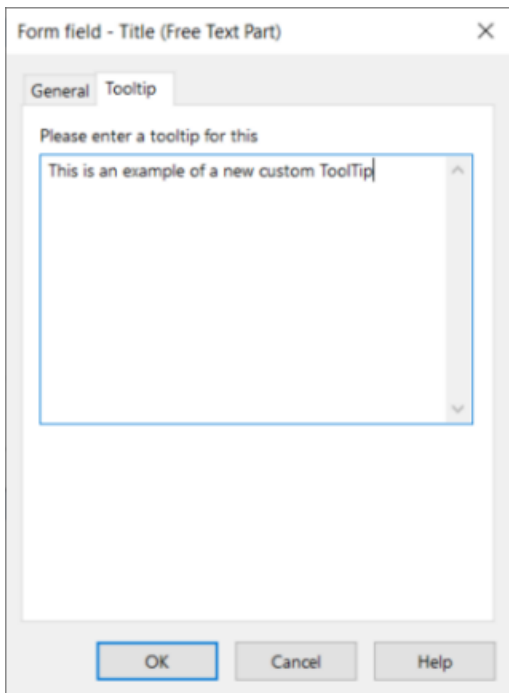 Form field - Title (Free Text Part)
General Tooltip
Please enter a tooltip for this
This is an example of a new custom ToolTip
OK Cancel Help